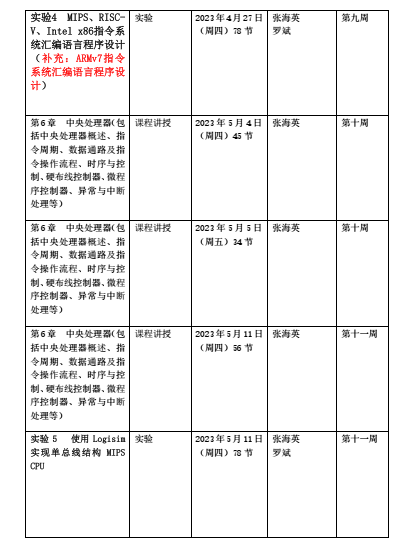 实验4 MIPS、RISC- 实验 2023年4月27日 张海英 第九周
V、Intel x86指令系 （周四）78节 罗斌
统汇编语言程序设计
（补充：ARMv7指令
系统汇编语言程序设
计）
第6章 中央处理器（包 课程讲授 2023年5月4日 张海英 第十周
括中央处理器概述、指 （周四）45节
令周期、数据通路及指
令操作流程、时序与控
制、硬布线控制器、微程
序控制器、异常与中断
处理等）
第6章 中央处理器（包 课程讲授 2023年5月5日 张海英 第十周
括中央处理器概述、指 （周五）34节
令周期、数据通路及指
令操作流程、时序与控
制、硬布线控制器、微程
序控制器、异常与中断
处理等）
第6章 中央处理器（包 课程讲授 2023年5月11日 张海英 第十一周
括中央处理器概述、指 （周四）56节
令周期、数据通路及指
令操作流程、时序与控
制、硬布线控制器、微程
序控制器、异常与中断
处理等）
实验5 使用Logisim 实验 2023年5月11日 张海英 第十一周
实现单总线结构 MIPS （周四）78节 罗斌
CPU